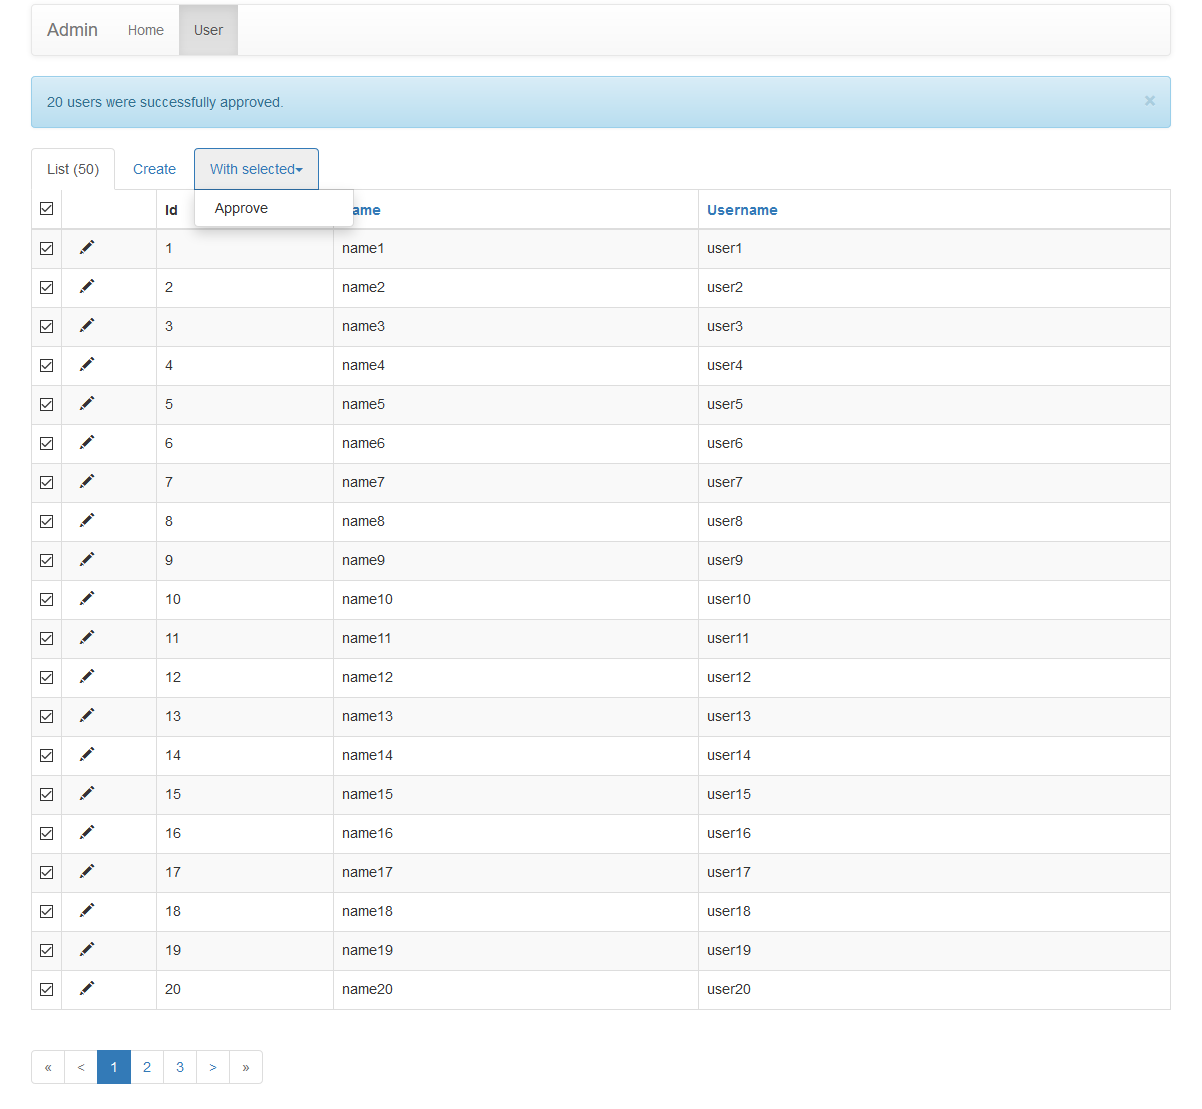 Admin Home User
20 users were successfully approved. ×
List (50) Create With selected
Approve
Id ame Username
1 name1 user1
2 name2 user2
3 name3 user3
4 name4 user4
5 name5 user5
6 name6 user6
7 name7 user7
8 name8 user8
9 name9 user9
10 name10 user10
11 name11 user11
12 name12 user12
13 name13 user13
14 name14 user14
15 name15 user15
16 name16 user16
17 name17 user17
18 name18 user18
19 name19 user19
20 name20 user20
« < 1 2 3 > »